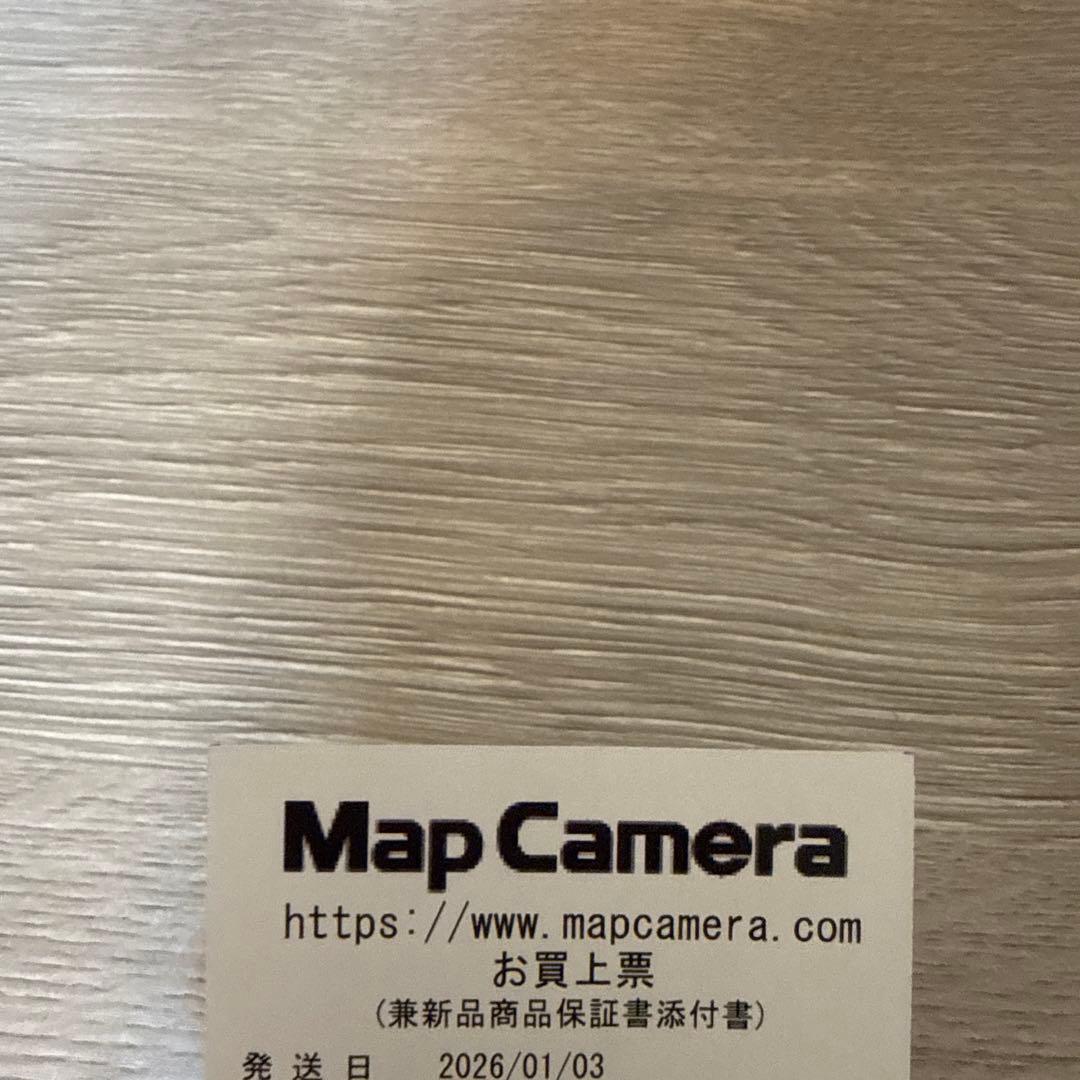 Map Camera
https://www.mapcamera.com
お買上票
(兼新品商品保証書添付書)
発送日 2026/01/03